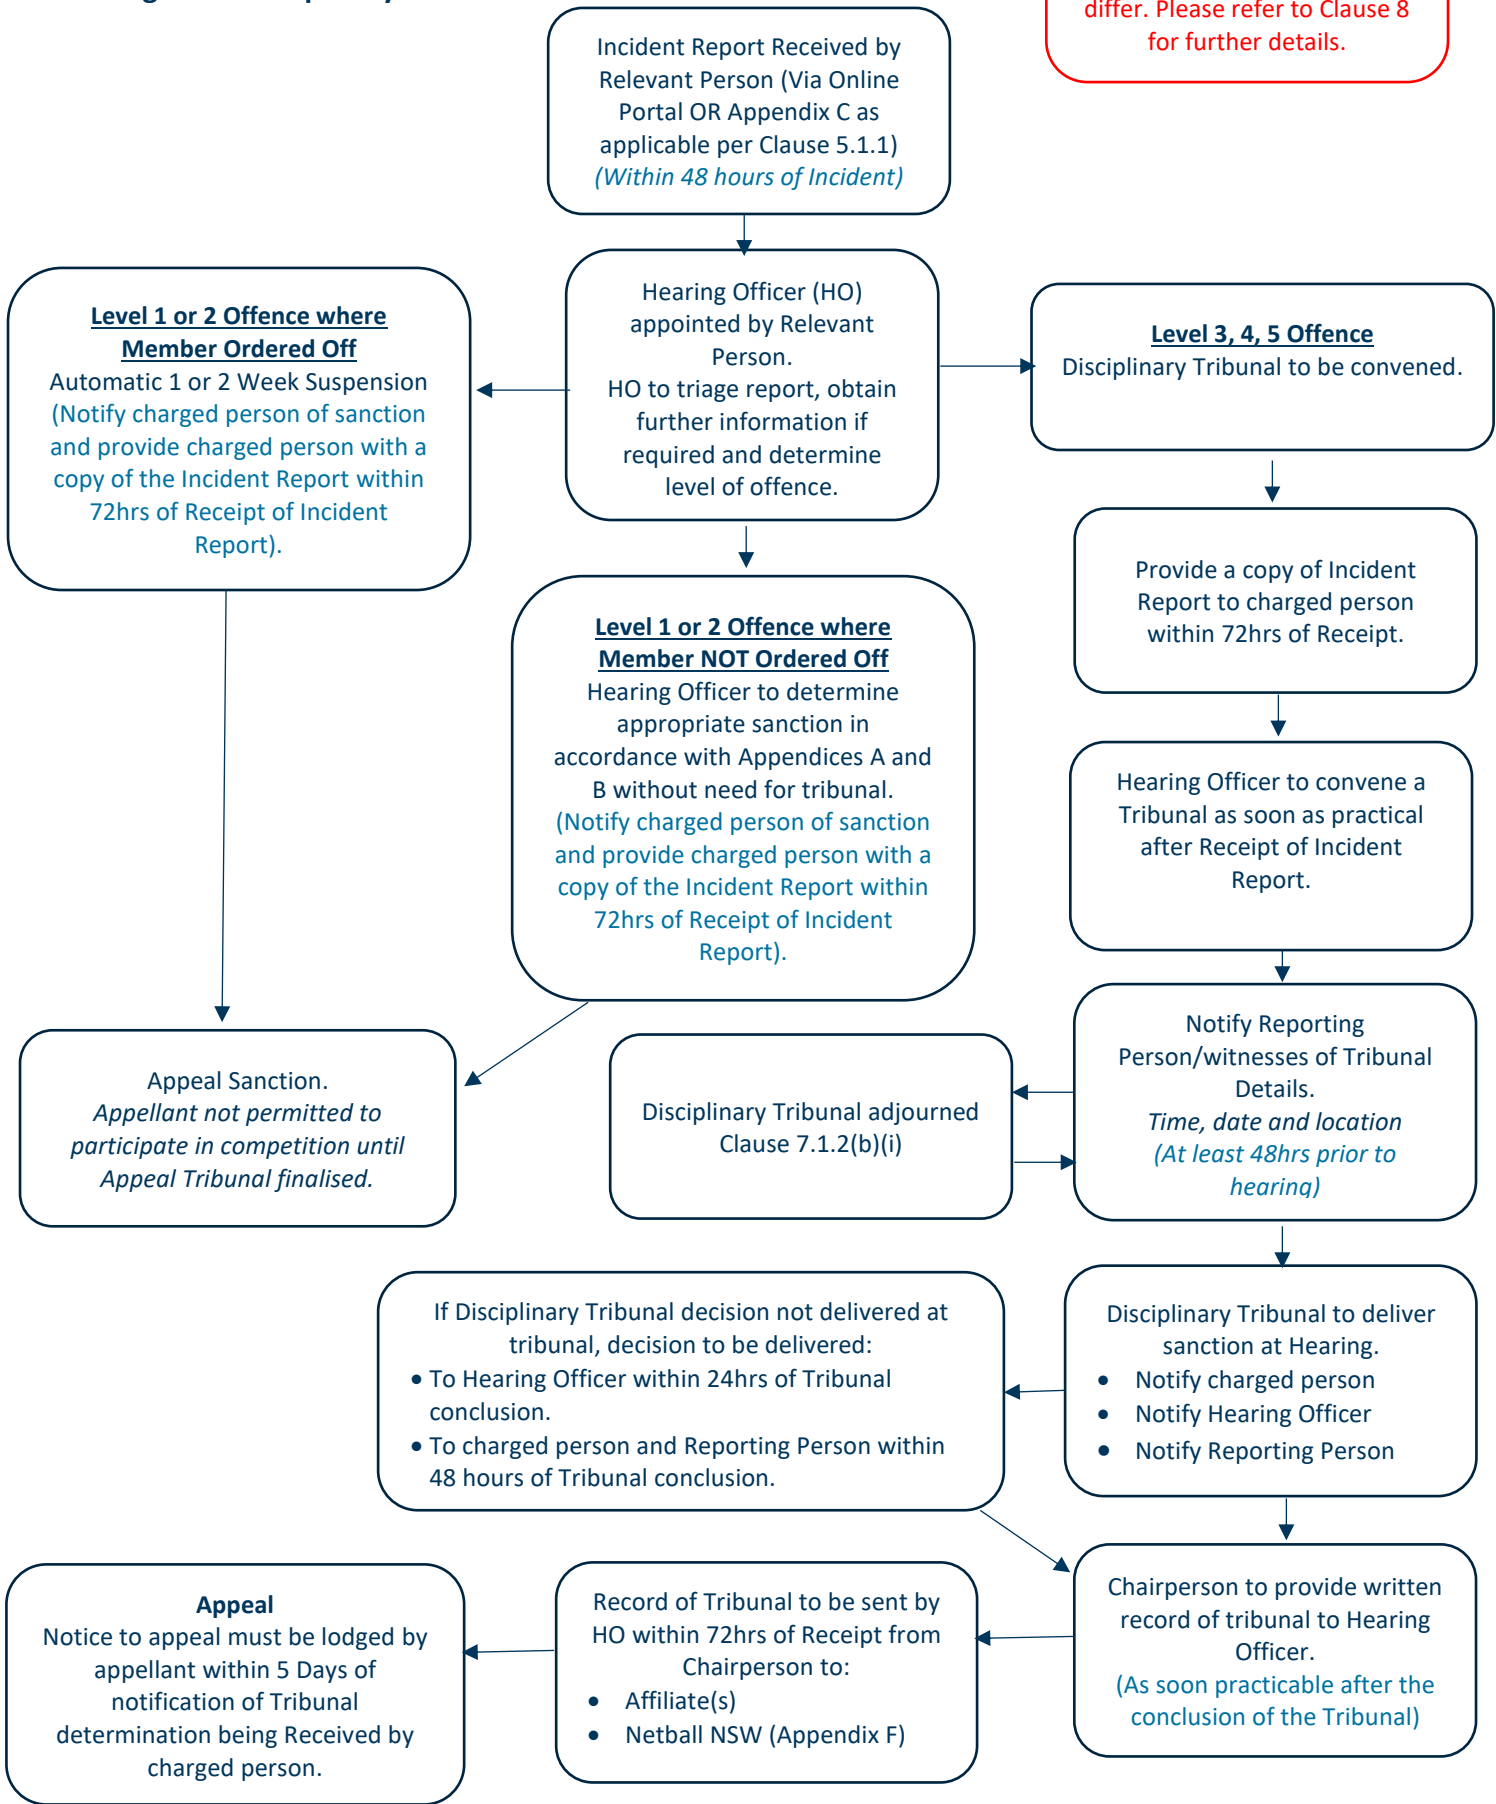 differ. Please refer to Clause 8
for further details.
Incident Report Received by
Relevant Person (Via Online
Portal OR Appendix C as
applicable per Clause 5.1.1)
(Within 48 hours of Incident)
Level 1 or 2 Offence where
Member Ordered Off
Automatic 1 or 2 Week Suspension
(Notify charged person of sanction
and provide charged person with a
copy of the Incident Report within
72hrs of Receipt of Incident
Report).
Hearing Officer (HO)
appointed by Relevant
Person.
HO to triage report, obtain
further information if
required and determine
level of offence.
Level 3, 4, 5 Offence
Disciplinary Tribunal to be convened.
Provide a copy of Incident
Report to charged person
within 72hrs of Receipt.
Level 1 or 2 Offence where
Member NOT Ordered Off
Hearing Officer to determine
appropriate sanction in
accordance with Appendices A and
B without need for tribunal.
(Notify charged person of sanction
and provide charged person with a
copy of the Incident Report within
72hrs of Receipt of Incident
Report).
Hearing Officer to convene a
Tribunal as soon as practical
after Receipt of Incident
Report.
Appeal Sanction.
Appellant not permitted to
participate in competition until
Appeal Tribunal finalised.
Disciplinary Tribunal adjourned
Clause 7.1.2(b)(i)
Notify Reporting
Person/witnesses of Tribunal
Details.
Time, date and location
(At least 48hrs prior to
hearing)
If Disciplinary Tribunal decision not delivered at
tribunal, decision to be delivered:
• To Hearing Officer within 24hrs of Tribunal
conclusion.
• To charged person and Reporting Person within
48 hours of Tribunal conclusion.
Disciplinary Tribunal to deliver
sanction at Hearing.
• Notify charged person
• Notify Hearing Officer
• Notify Reporting Person
Appeal
Notice to appeal must be lodged by
appellant within 5 Days of
notification of Tribunal
determination being Received by
charged person.
Record of Tribunal to be sent by
HO within 72hrs of Receipt from
Chairperson to:
• Affiliate(s)
• Netball NSW (Appendix F)
Chairperson to provide written
record of tribunal to Hearing
Officer.
(As soon practicable after the
conclusion of the Tribunal)